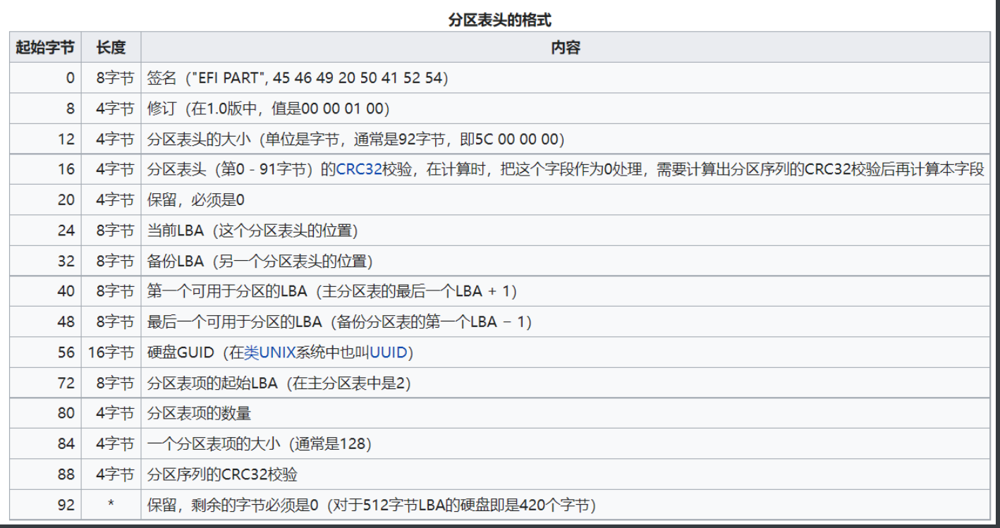 分区表头的格式
起始字节 长度 内容
0 8字节 签名（"EFI PART", 45 46 49 20 50 41 52 54）
8 4字节 修订（在1.0版中，值是00 00 01 00）
12 4字节 分区表头的大小（单位是字节，通常是92字节，即5C 00 00 00）
16 4字节 分区表头（第0 - 91字节）的CRC32校验，在计算时，把这个字段作为0处理，需要计算出分区序列的CRC32校验后再计算本字段
20 4字节 保留，必须是0
24 8字节 当前LBA（这个分区表头的位置）
32 8字节 备份LBA（另一个分区表头的位置）
40 8字节 第一个可用于分区的LBA（主分区表的最后一个LBA + 1）
48 8字节 最后一个可用于分区的LBA（备份分区表的第一个LBA − 1）
56 16字节 硬盘GUID（在类UNIX系统中也叫UUID）
72 8字节 分区表项的起始LBA（在主分区表中是2）
80 4字节 分区表项的数量
84 4字节 一个分区表项的大小（通常是128）
88 4字节 分区序列的CRC32校验
92 * 保留，剩余的字节必须是0（对于512字节LBA的硬盘即是420个字节）